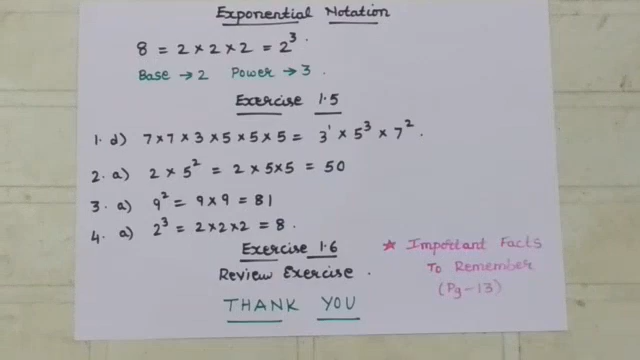 Exponential Notation
8 = 2 × 2 × 2 = 2³.
Base → 2 Power → 3
Exercise 1.5
1. d) 7 × 7 × 3 × 5 × 5 × 5 = 3¹ × 5³ × 7².
2. a) 2 × 5² = 2 × 5 × 5 = 50
3. a) 9² = 9 × 9 = 81
4. a) 2³ = 2 × 2 × 2 = 8.
Exercise 1.6
Review Exercise.
★ Important Facts
To Remember
(Pg - 13)
THANK YOU